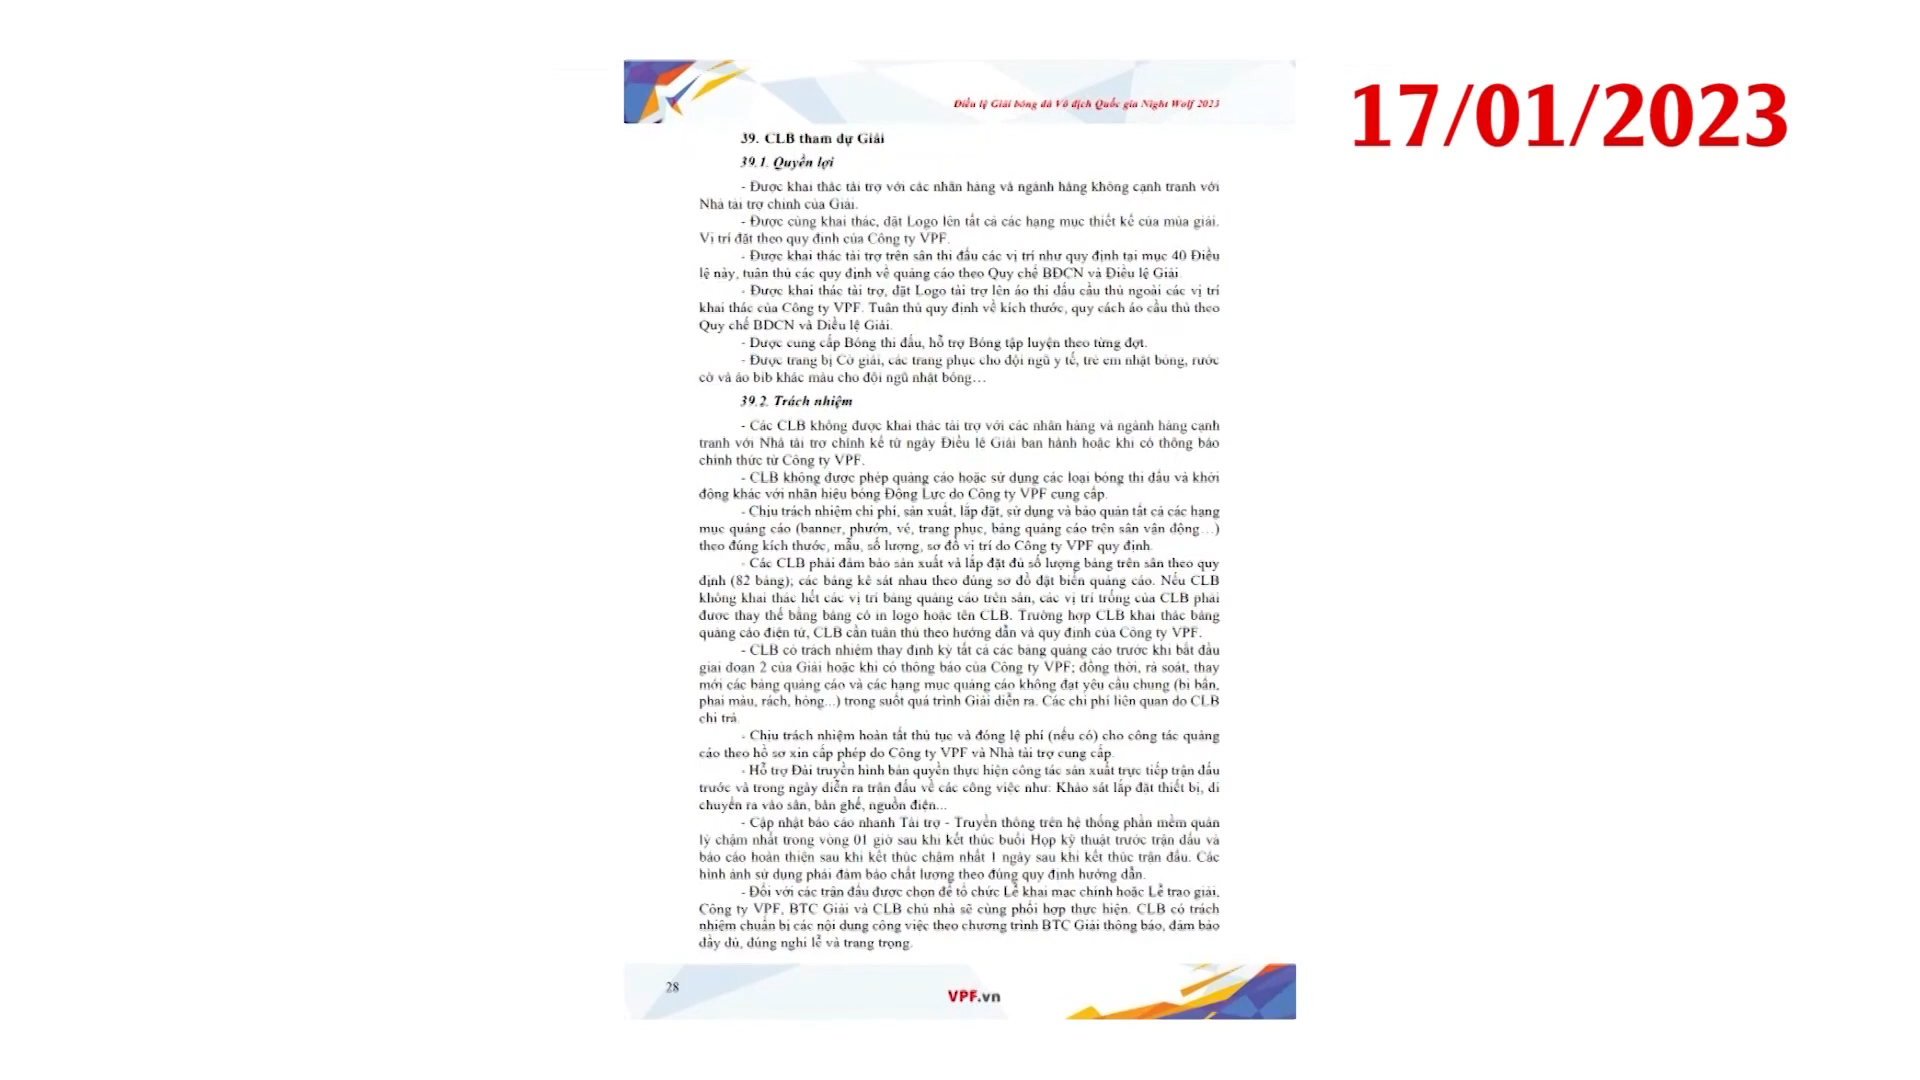 Điều lệ Giải bóng đá Vô địch Quốc gia Night Wolf 2023
17/01/2023
39. CLB tham dự Giải
39.1. Quyền lợi
- Được khai thác tài trợ với các nhãn hàng và ngành hàng không cạnh tranh với
Nhà tài trợ chính của Giải.
- Được cùng khai thác, đặt Logo lên tất cả các hạng mục thiết kế của mùa giải.
Vị trí đặt theo quy định của Công ty VPF.
- Được khai thác tài trợ trên sân thi đấu các vị trí như quy định tại mục 40 Điều
lệ này, tuân thủ các quy định về quảng cáo theo Quy chế BĐCN và Điều lệ Giải.
- Được khai thác tài trợ, đặt Logo tài trợ lên áo thi đấu cầu thủ ngoài các vị trí
khai thác của Công ty VPF. Tuân thủ quy định về kích thước, quy cách áo cầu thủ theo
Quy chế BĐCN và Điều lệ Giải.
- Được cung cấp Bóng thi đấu, hỗ trợ Bóng tập luyện theo từng đợt.
- Được trang bị Cờ giải, các trang phục cho đội ngũ y tế, trẻ em nhặt bóng, rước
cờ và áo bib khác màu cho đội ngũ nhặt bóng…
39.2. Trách nhiệm
- Các CLB không được khai thác tài trợ với các nhãn hàng và ngành hàng cạnh
tranh với Nhà tài trợ chính kể từ ngày Điều lệ Giải ban hành hoặc khi có thông báo
chính thức từ Công ty VPF.
- CLB không được phép quảng cáo hoặc sử dụng các loại bóng thi đấu và khởi
động khác với nhãn hiệu bóng Động Lực do Công ty VPF cung cấp.
- Chịu trách nhiệm chi phí, sản xuất, lắp đặt, sử dụng và bảo quản tất cả các hạng
mục quảng cáo (banner, phướn, vé, trang phục, bảng quảng cáo trên sân vận động…)
theo đúng kích thước, mẫu, số lượng, sơ đồ vị trí do Công ty VPF quy định.
- Các CLB phải đảm bảo sản xuất và lắp đặt đủ số lượng bảng trên sân theo quy
định (82 bảng); các bảng kê sát nhau theo đúng sơ đồ đặt biển quảng cáo. Nếu CLB
không khai thác hết các vị trí bảng quảng cáo trên sân, các vị trí trống của CLB phải
được thay thế bằng bảng có in logo hoặc tên CLB. Trường hợp CLB khai thác bảng
quảng cáo điện tử, CLB cần tuân thủ theo hướng dẫn và quy định của Công ty VPF.
- CLB có trách nhiệm thay định kỳ tất cả các bảng quảng cáo trước khi bắt đầu
giai đoạn 2 của Giải hoặc khi có thông báo của Công ty VPF; đồng thời, rà soát, thay
mới các bảng quảng cáo và các hạng mục quảng cáo không đạt yêu cầu chung (bị bẩn,
phai màu, rách, hỏng...) trong suốt quá trình Giải diễn ra. Các chi phí liên quan do CLB
chi trả.
- Chịu trách nhiệm hoàn tất thủ tục và đóng lệ phí (nếu có) cho công tác quảng
cáo theo hồ sơ xin cấp phép do Công ty VPF và Nhà tài trợ cung cấp.
- Hỗ trợ Đài truyền hình bản quyền thực hiện công tác sản xuất trực tiếp trận đấu
trước và trong ngày diễn ra trận đấu về các công việc như: Khảo sát lắp đặt thiết bị, di
chuyển ra vào sân, bàn ghế, nguồn điện...
- Cập nhật báo cáo nhanh Tài trợ - Truyền thông trên hệ thống phần mềm quản
lý chậm nhất trong vòng 01 giờ sau khi kết thúc buổi Họp kỹ thuật trước trận đấu và
báo cáo hoàn thiện sau khi kết thúc chậm nhất 1 ngày sau khi kết thúc trận đấu. Các
hình ảnh sử dụng phải đảm bảo chất lượng theo đúng quy định hướng dẫn.
- Đối với các trận đấu được chọn để tổ chức Lễ khai mạc chính hoặc Lễ trao giải,
Công ty VPF, BTC Giải và CLB chủ nhà sẽ cùng phối hợp thực hiện. CLB có trách
nhiệm chuẩn bị các nội dung công việc theo chương trình BTC Giải thông báo, đảm bảo
đầy đủ, đúng nghi lễ và trang trọng.
28
VPF.vn